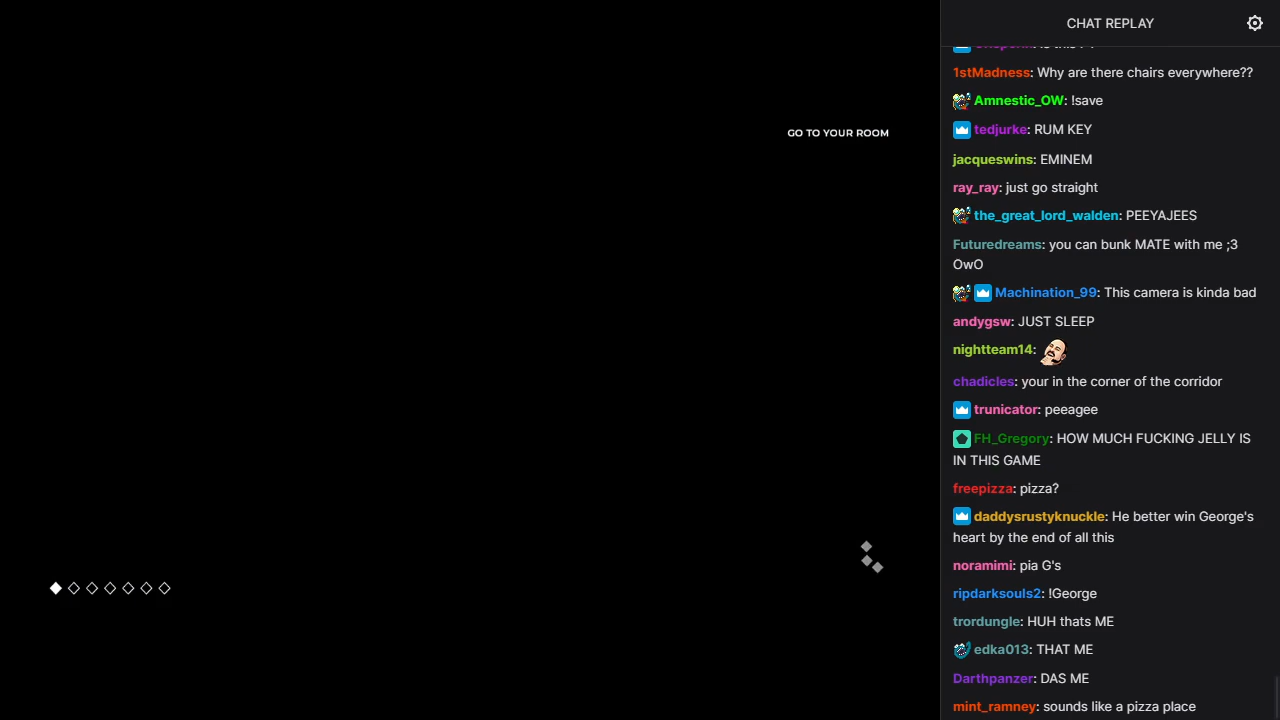 CHAT REPLAY
1stMadness: Why are there chairs everywhere??
Amnestic_OW: !save
GO TO YOUR ROOM
tedjurke: RUM KEY
jacqueswins: EMINEM
ray_ray: just go straight
the_great_lord_walden: PEEYAJEES
Futuredreams: you can bunk MATE with me ;3
OwO
Machination_99: This camera is kinda bad
andygsw: JUST SLEEP
nightteam14:
chadicles: your in the corner of the corridor
trunicator: peeagee
FH_Gregory: HOW MUCH FUCKING JELLY IS
IN THIS GAME
freepizza: pizza?
daddysrustyknuckle: He better win George's
heart by the end of all this
noramimi: pia G's
ripdarksouls2: !George
trordungle: HUH thats ME
edka013: THAT ME
Darthpanzer: DAS ME
mint_ramney: sounds like a pizza place